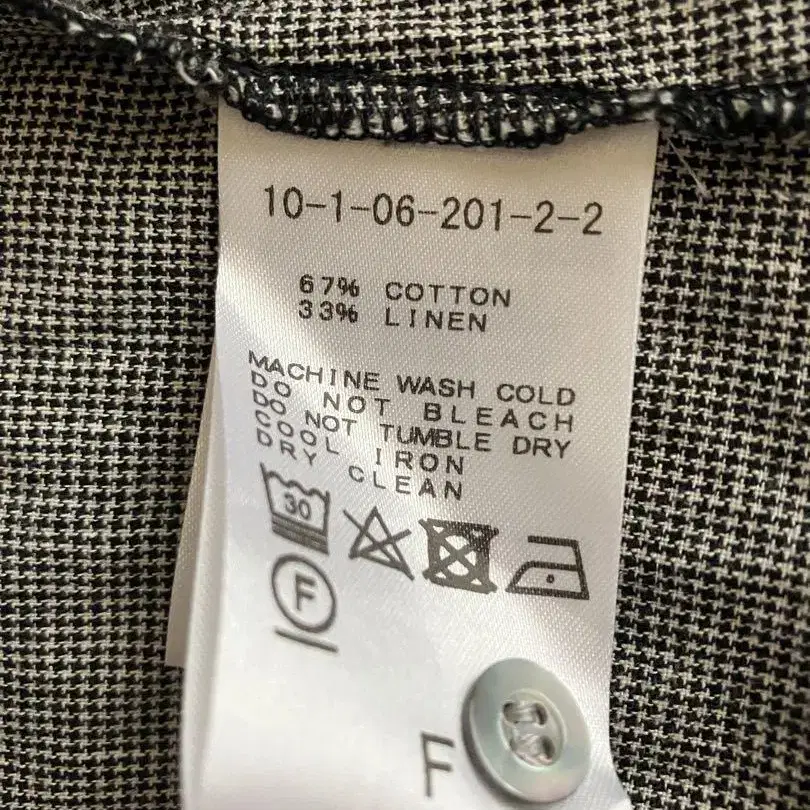 10-1-06-201-2-2
67% COTTON
33% LINEN
MACHINE WASH COLD
DO NOT BLEACH
DO NOT TUMBLE DRY
COOL IRON
DRY CLEAN
30
F
F